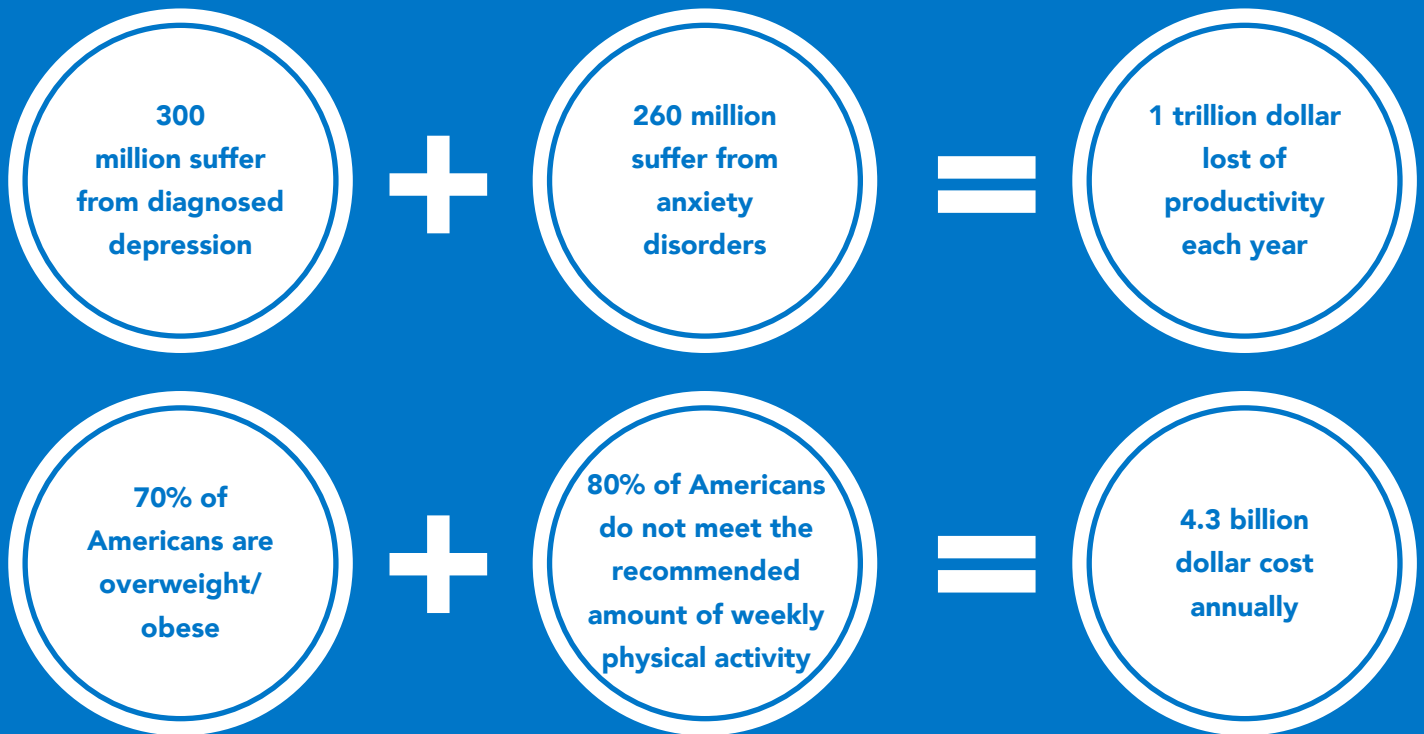 300
million suffer
from diagnosed
depression
+
260 million
suffer from
anxiety
disorders
=
1 trillion dollar
lost of
productivity
each year
70% of
Americans are
overweight/
obese
+
80% of Americans
do not meet the
recommended
amount of weekly
physical activity
=
4.3 billion
dollar cost
annually